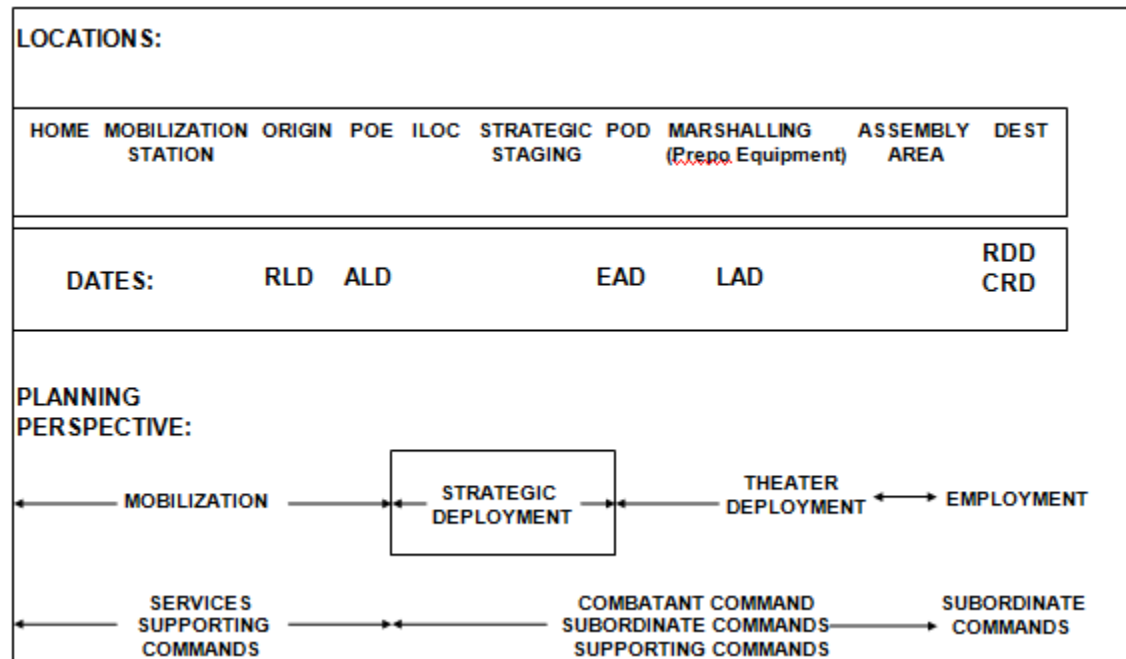 LOCATIONS:
HOME MOBILIZATION ORIGIN POE ILOC STRATEGIC POD MARSHALLING ASSEMBLY DEST
STATION STAGING (Prepo Equipment) AREA
RDD
DATES: RLD ALD EAD LAD
CRD
PLANNING
PERSPECTIVE:
MOBILIZATION
STRATEGIC
DEPLOYMENT
THEATER
DEPLOYMENT
EMPLOYMENT
SERVICES
SUPPORTING
COMMANDS
COMBATANT COMMAND
SUBORDINATE COMMANDS
SUPPORTING COMMANDS
SUBORDINATE
COMMANDS